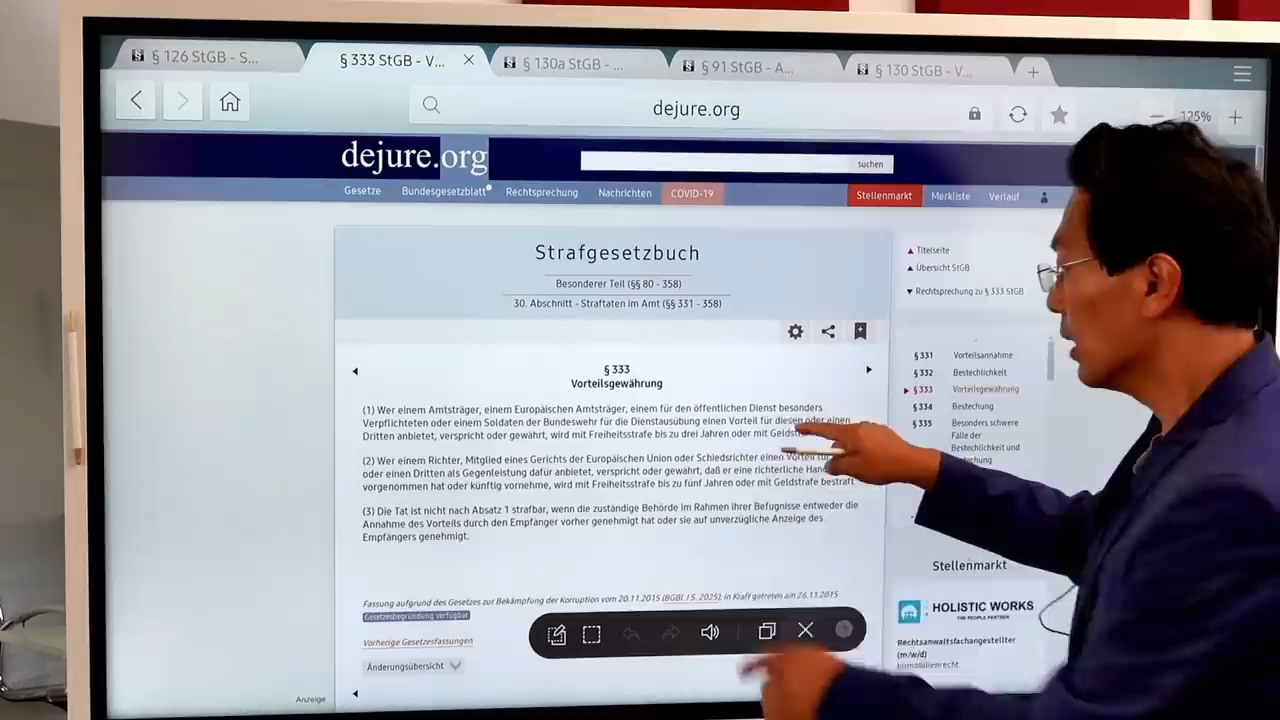 § 126 StGB - S...
§ 333 StGB - V...
§ 130a StGB - ...
§ 91 StGB - A...
§ 130 StGB - V...
dejure.org
125%
dejure.org
suchen
Gesetze Bundesgesetzblatt Rechtsprechung Nachrichten COVID-19 Stellenmarkt Merkliste Verlauf
Strafgesetzbuch
Besonderer Teil (§§ 80 - 358)
30. Abschnitt - Straftaten im Amt (§§ 331 - 358)
§ 333
Vorteilsgewährung
(1) Wer einem Amtsträger, einem Europäischen Amtsträger, einem für den öffentlichen Dienst besonders
Verpflichteten oder einem Soldaten der Bundeswehr für die Dienstausübung einen Vorteil für diesen oder einen
Dritten anbietet, verspricht oder gewährt, wird mit Freiheitsstrafe bis zu drei Jahren oder mit
(2) Wer einem Richter, Mitglied eines Gerichts der Europäischen Union oder Schiedsrichter einen Vorteil
oder einen Dritten als Gegenleistung dafür anbietet, verspricht oder gewährt, daß er eine richterliche
vorgenommen hat oder künftig vornehme, wird mit Freiheitsstrafe bis zu fünf Jahren oder mit Geldstrafe bestraft.
(3) Die Tat ist nicht nach Absatz 1 strafbar, wenn die zuständige Behörde im Rahmen ihrer Befugnisse entweder die
Annahme des Vorteils durch den Empfänger vorher genehmigt hat oder sie auf unverzügliche Anzeige des
Empfängers genehmigt.
Fassung aufgrund des Gesetzes zur Bekämpfung der Korruption vom 20.11.2015 (BGBl. I S. 2025), in Kraft getreten am 26.11.2015
Gesetzesbegründung verfügbar
Vorherige Gesetzesfassungen
Änderungsübersicht
Anzeige
Titelseite
Übersicht StGB
Rechtsprechung zu § 333 StGB
§ 331 Vorteilsannahme
§ 332 Bestechlichkeit
§ 333 Vorteilsgewährung
§ 334 Bestechung
§ 335 Besonders schwere
Fälle der
Bestechlichkeit und
Stellenmarkt
HOLISTIC WORKS
THE PEOPLE PARTNER
Rechtsanwaltsfachangestellter
(m/w/d)
Immobilienrecht